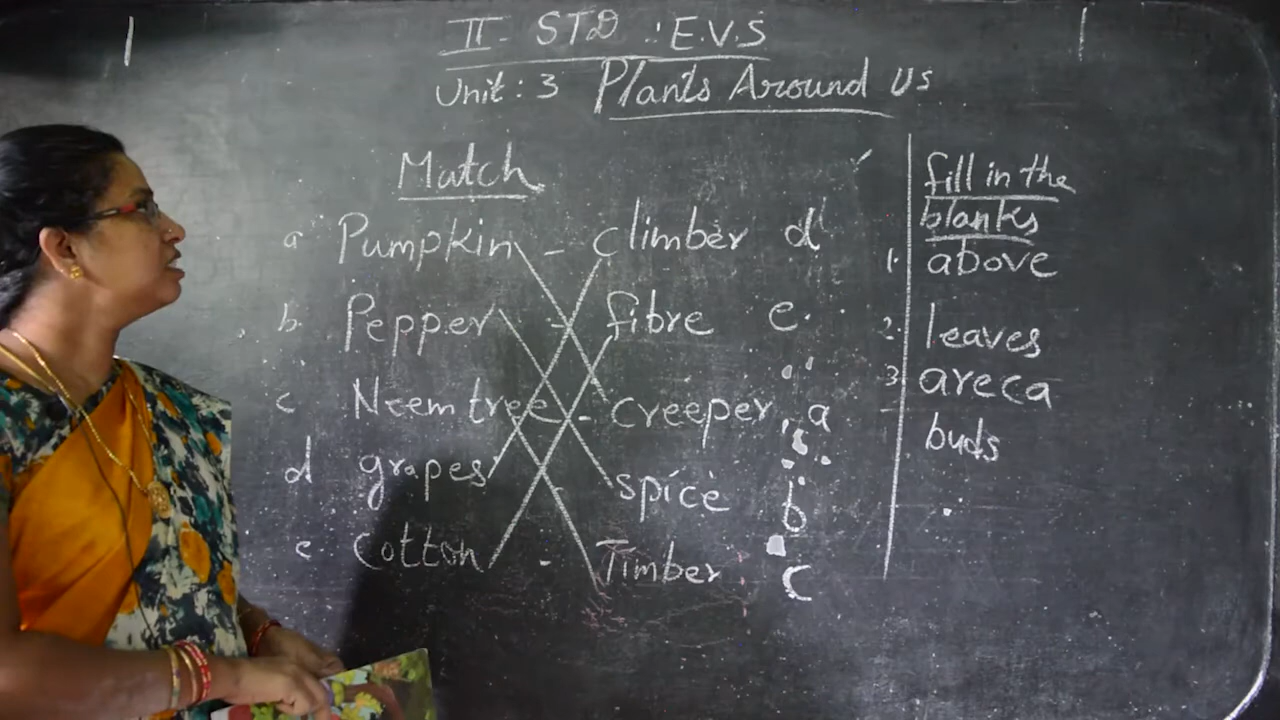 II - STD : E.V.S
Unit : 3 Plants Around Us
Match
a Pumpkin - climber d
b. Pepper - fibre e.
c Neem tree - creeper a
d grapes - spice b
e Cotton - Timber c
fill in the
blanks
1. above
2. leaves
3. areca
buds